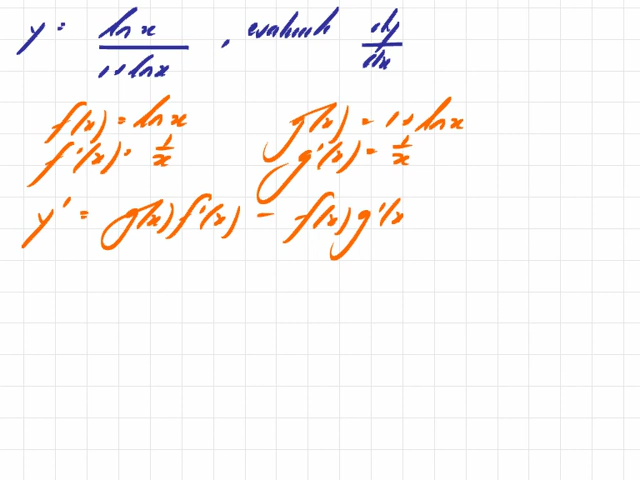 y = ln x / 1 + ln x , evaluate dy/dx
f(x) = ln x g(x) = 1 + ln x
f'(x) = 1/x g'(x) = 1/x
y' = g(x) f'(x) - f(x) g'(x